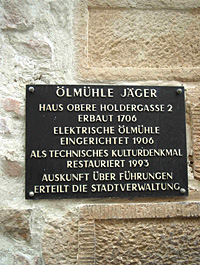 ÖLMÜHLE JÄGER
HAUS OBERE HOLDERGASSE 2
ERBAUT 1706
ELEKTRISCHE ÖLMÜHLE
EINGERICHTET 1906
ALS TECHNISCHES KULTURDENKMAL
RESTAURIERT 1993
AUSKUNFT ÜBER FÜHRUNGEN
ERTEILT DIE STADTVERWALTUNG